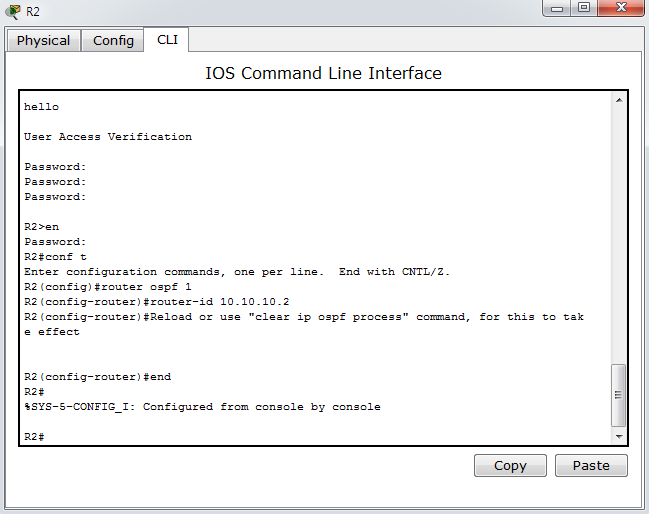 R2
Physical Config CLI
IOS Command Line Interface
hello
User Access Verification
Password:
Password:
Password:
R2>en
Password:
R2#conf t
Enter configuration commands, one per line.  End with CNTL/Z.
R2(config)#router ospf 1
R2(config-router)#router-id 10.10.10.2
R2(config-router)#Reload or use "clear ip ospf process" command, for this to tak
e effect
R2(config-router)#end
R2#
%SYS-5-CONFIG_I: Configured from console by console
R2#
Copy Paste